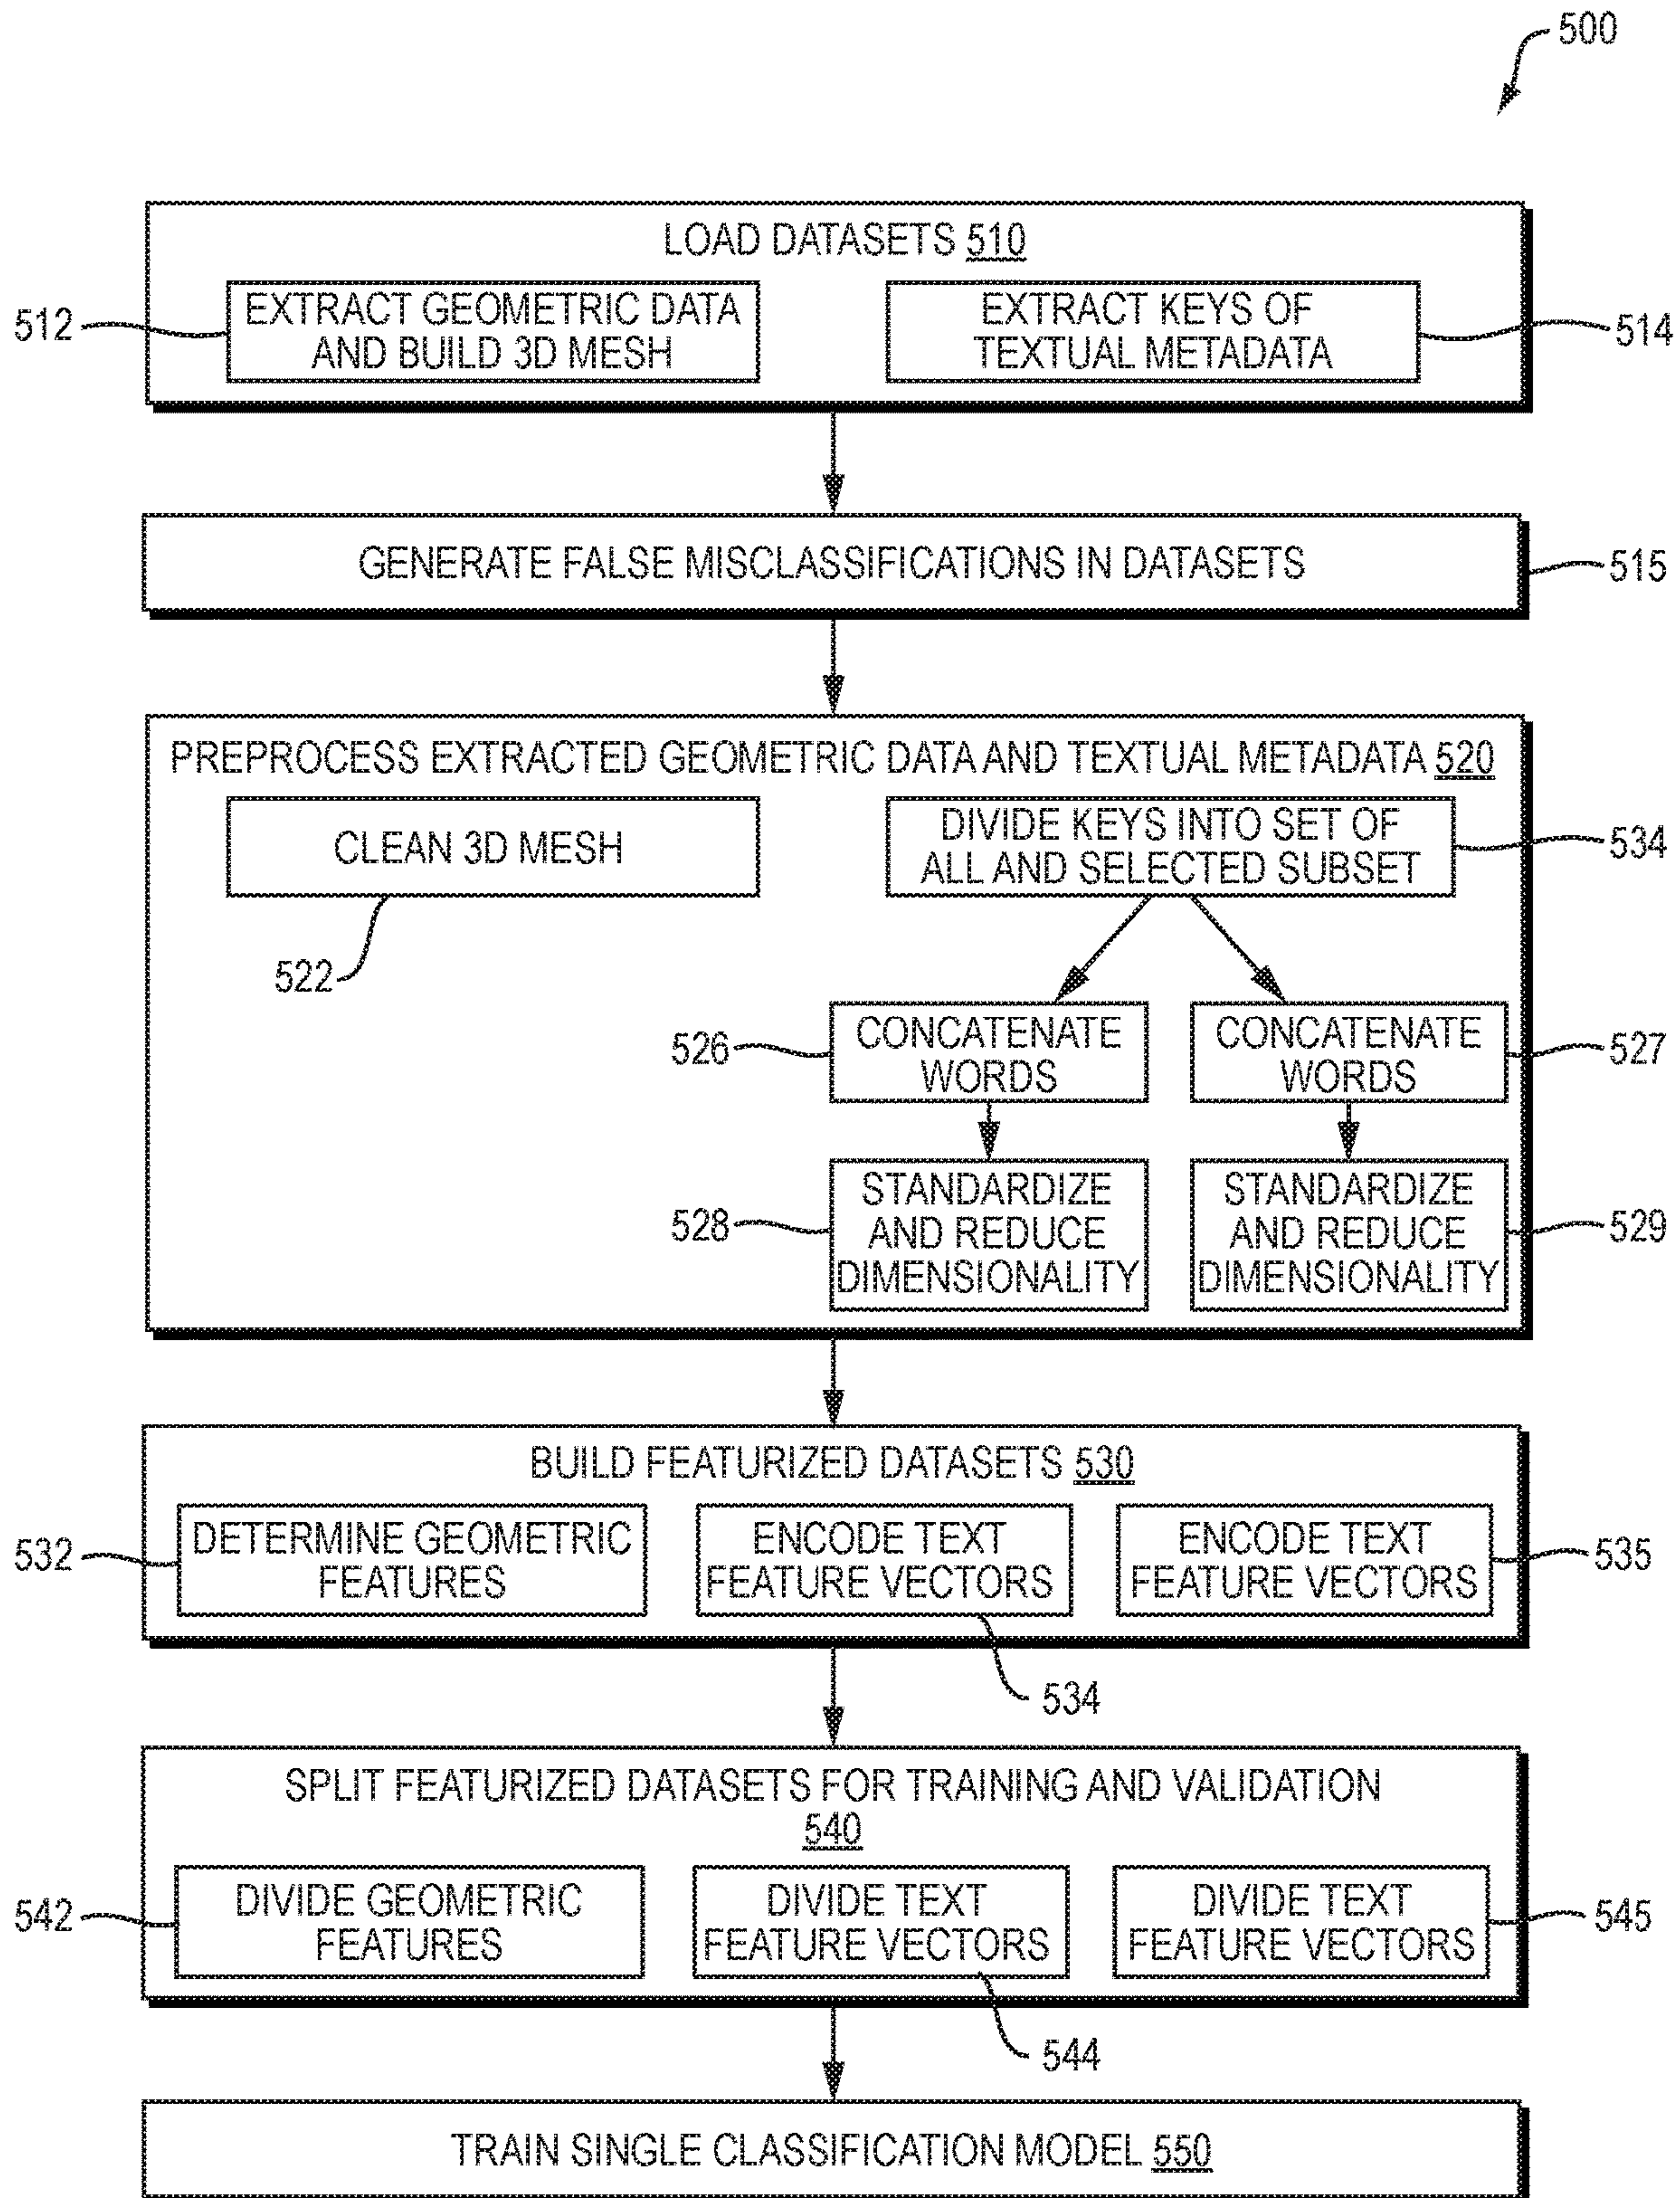 500
LOAD DATASETS 510
512
EXTRACT GEOMETRIC DATA
AND BUILD 3D MESH
EXTRACT KEYS OF
TEXTUAL METADATA
514
GENERATE FALSE MISCLASSIFICATIONS IN DATASETS
515
PREPROCESS EXTRACTED GEOMETRIC DATA AND TEXTUAL METADATA 520
CLEAN 3D MESH
522
DIVIDE KEYS INTO SET OF
ALL AND SELECTED SUBSET
534
526
CONCATENATE
WORDS
CONCATENATE
WORDS
527
528
STANDARDIZE
AND REDUCE
DIMENSIONALITY
STANDARDIZE
AND REDUCE
DIMENSIONALITY
529
BUILD FEATURIZED DATASETS 530
532
DETERMINE GEOMETRIC
FEATURES
ENCODE TEXT
FEATURE VECTORS
534
ENCODE TEXT
FEATURE VECTORS
535
SPLIT FEATURIZED DATASETS FOR TRAINING AND VALIDATION
540
542
DIVIDE GEOMETRIC
FEATURES
DIVIDE TEXT
FEATURE VECTORS
544
DIVIDE TEXT
FEATURE VECTORS
545
TRAIN SINGLE CLASSIFICATION MODEL 550